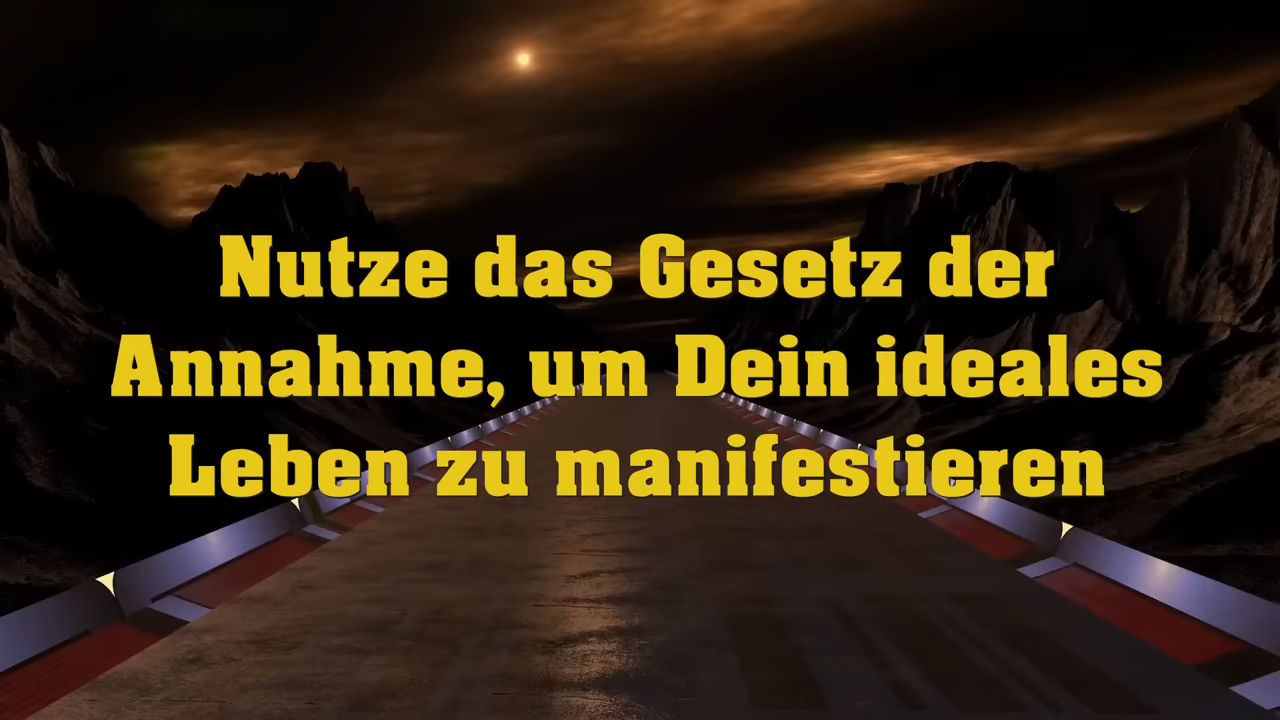 Nutze das Gesetz der
Annahme, um Dein ideales
Leben zu manifestieren